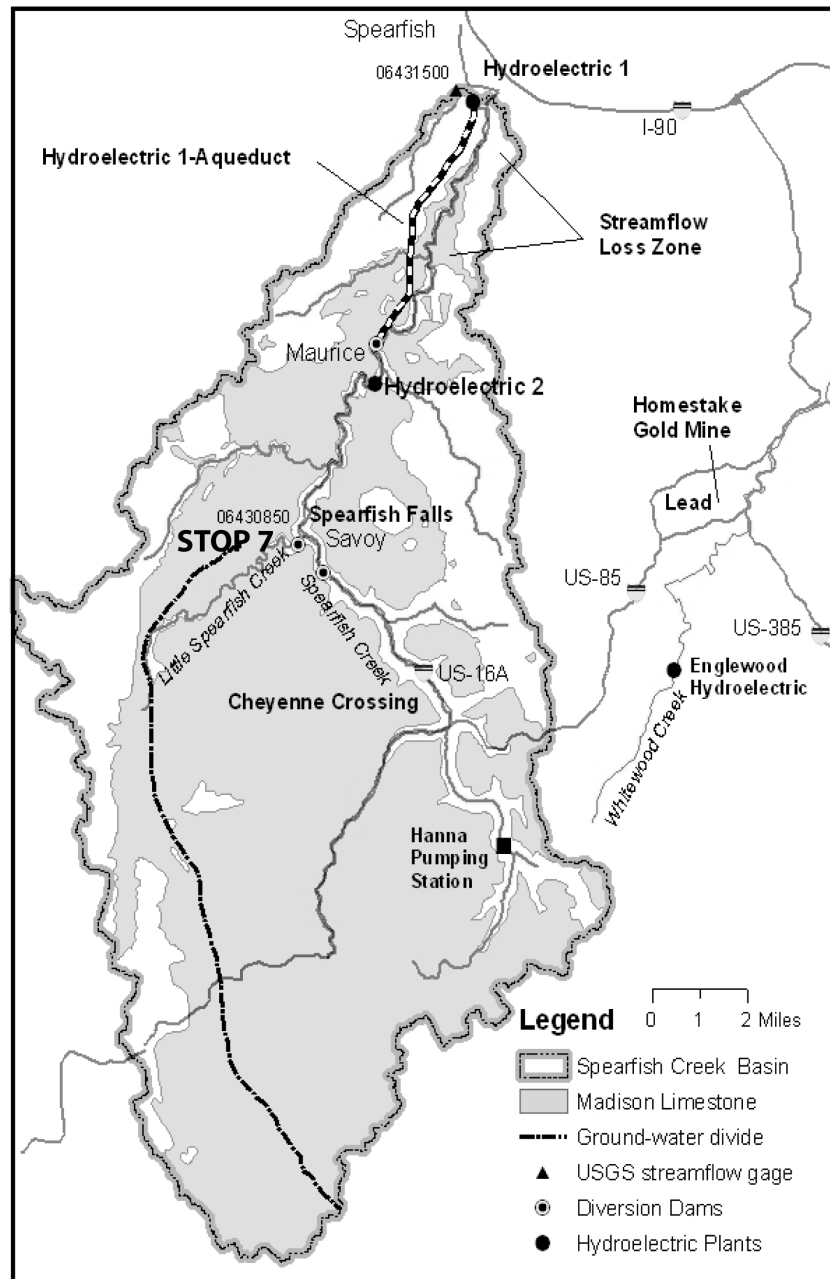 Spearfish
06431500
Hydroelectric 1
I-90
Hydroelectric 1-Aqueduct
Streamflow
Loss Zone
Maurice
Hydroelectric 2
Homestake
Gold Mine
Lead
06430850
Spearfish Falls
STOP 7
Savoy
Little Spearfish Creek
Spearfish Creek
US-85
US-385
US-16A
Englewood
Hydroelectric
Cheyenne Crossing
Whitewood Creek
Hanna
Pumping
Station
Legend
0 1 2 Miles
Spearfish Creek Basin
Madison Limestone
Ground-water divide
USGS streamflow gage
Diversion Dams
Hydroelectric Plants